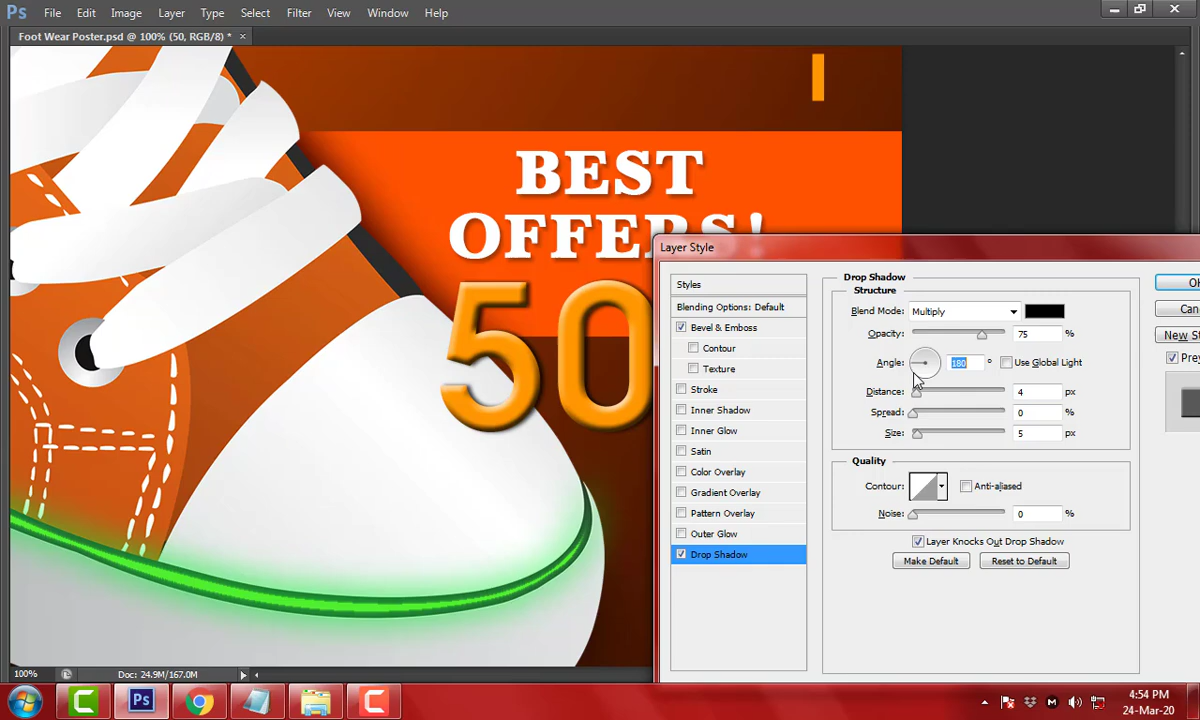 Ps File Edit Image Layer Type Select Filter View Window Help
Foot Wear Poster.psd @ 100% (50, RGB/8) * ×
BEST
OFFERS!
50
Layer Style
Styles
Blending Options: Default
Bevel & Emboss
Contour
Texture
Stroke
Inner Shadow
Inner Glow
Satin
Color Overlay
Gradient Overlay
Pattern Overlay
Outer Glow
Drop Shadow
Drop Shadow
Structure
Blend Mode: Multiply
Opacity: 75 %
Angle: 180 ° Use Global Light
Distance: 4 px
Spread: 0 %
Size: 5 px
Quality
Contour: Anti-aliased
Noise: 0 %
Layer Knocks Out Drop Shadow
Make Default Reset to Default
New
100% Doc: 24.9M/167.0M
Ps
4:54 PM
24-Mar-20